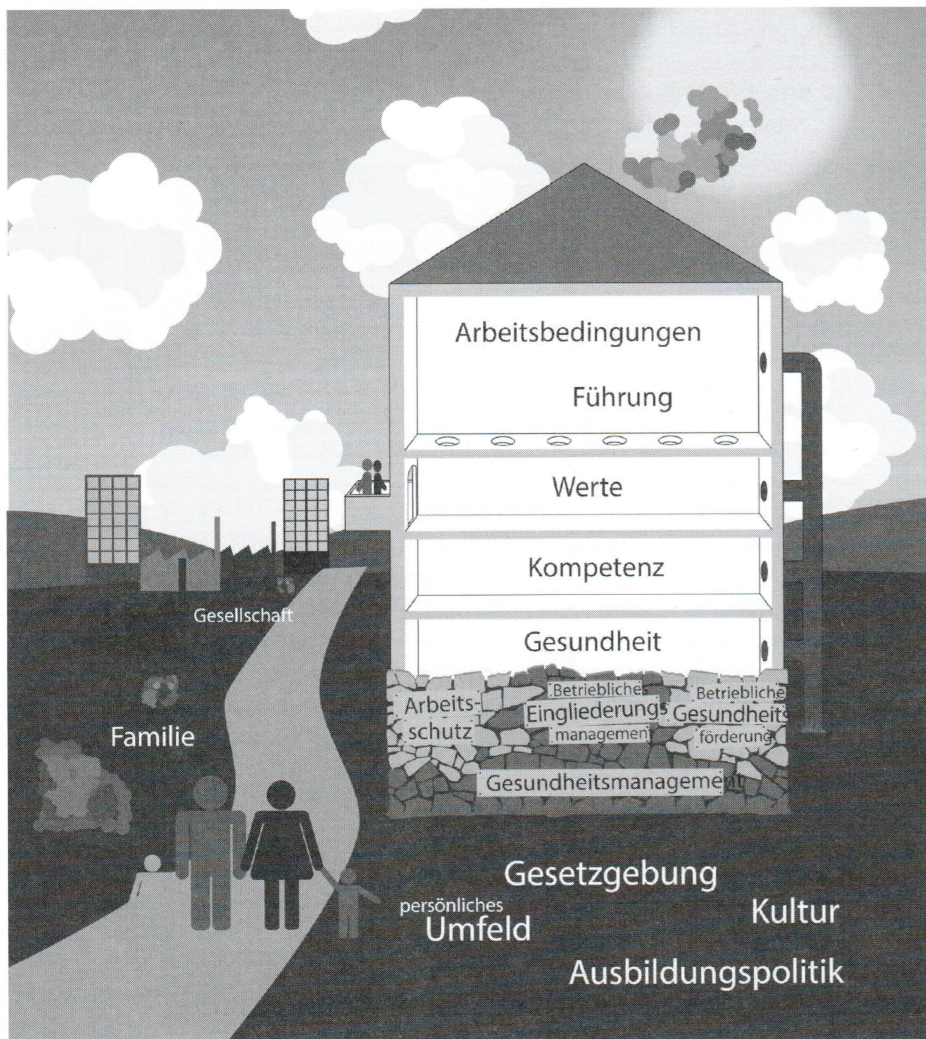 Arbeitsbedingungen
Führung
Werte
Kompetenz
Gesundheit
Gesellschaft
Familie
Arbeits-
schutz
Betriebliche
Eingliederungs
management
Betriebliche
Gesundheits
förderung
Gesundheitsmanagement
Gesetzgebung
persönliches
Umfeld
Kultur
Ausbildungspolitik